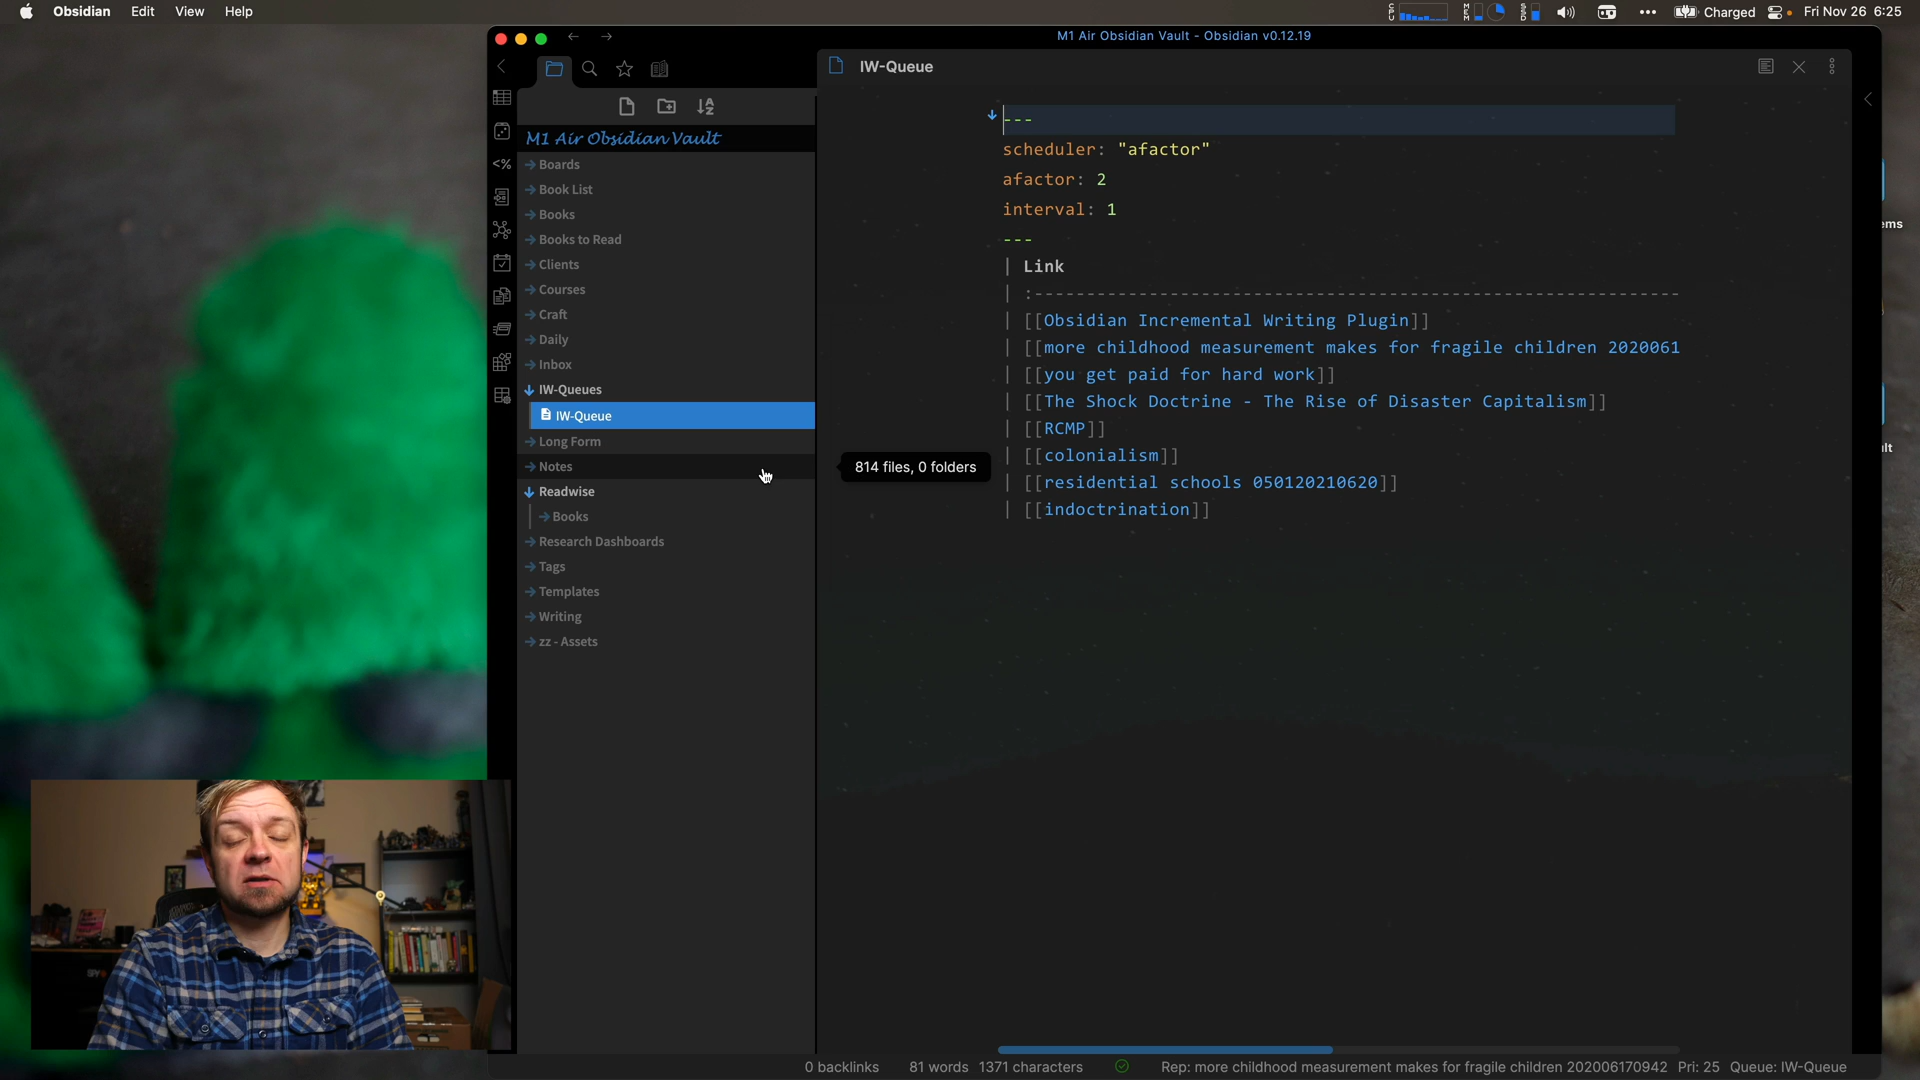 Obsidian Edit View Help
CPU MEM SSD Charged Fri Nov 26 6:25
M1 Air Obsidian Vault - Obsidian v0.12.19
IW-Queue
M1 Air Obsidian Vault
Boards
Book List
Books
Books to Read
Clients
Courses
Craft
Daily
Inbox
IW-Queues
IW-Queue
Long Form
Notes
Readwise
Books
Research Dashboards
Tags
Templates
Writing
zz - Assets
814 files, 0 folders
---
scheduler: "afactor"
afactor: 2
interval: 1
---
| Link
| :--------------------------------------------------------------
| [[Obsidian Incremental Writing Plugin]]
| [[more childhood measurement makes for fragile children 2020061
| [[you get paid for hard work]]
| [[The Shock Doctrine - The Rise of Disaster Capitalism]]
| [[RCMP]]
| [[colonialism]]
| [[residential schools 050120210620]]
| [[indoctrination]]
ems
lt
0 backlinks 81 words 1371 characters Rep: more childhood measurement makes for fragile children 202006170942 Pri: 25 Queue: IW-Queue